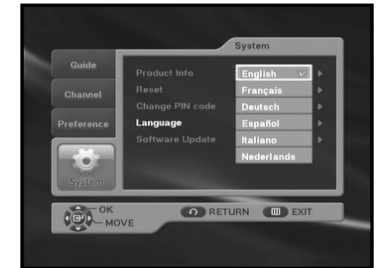 System
Guide
Channel
Preference
System
Product Info
Reset
Change PIN code
Language
Software Update
English
Français
Deutsch
Español
Italiano
Nederlands
OK
MOVE
RETURN
EXIT